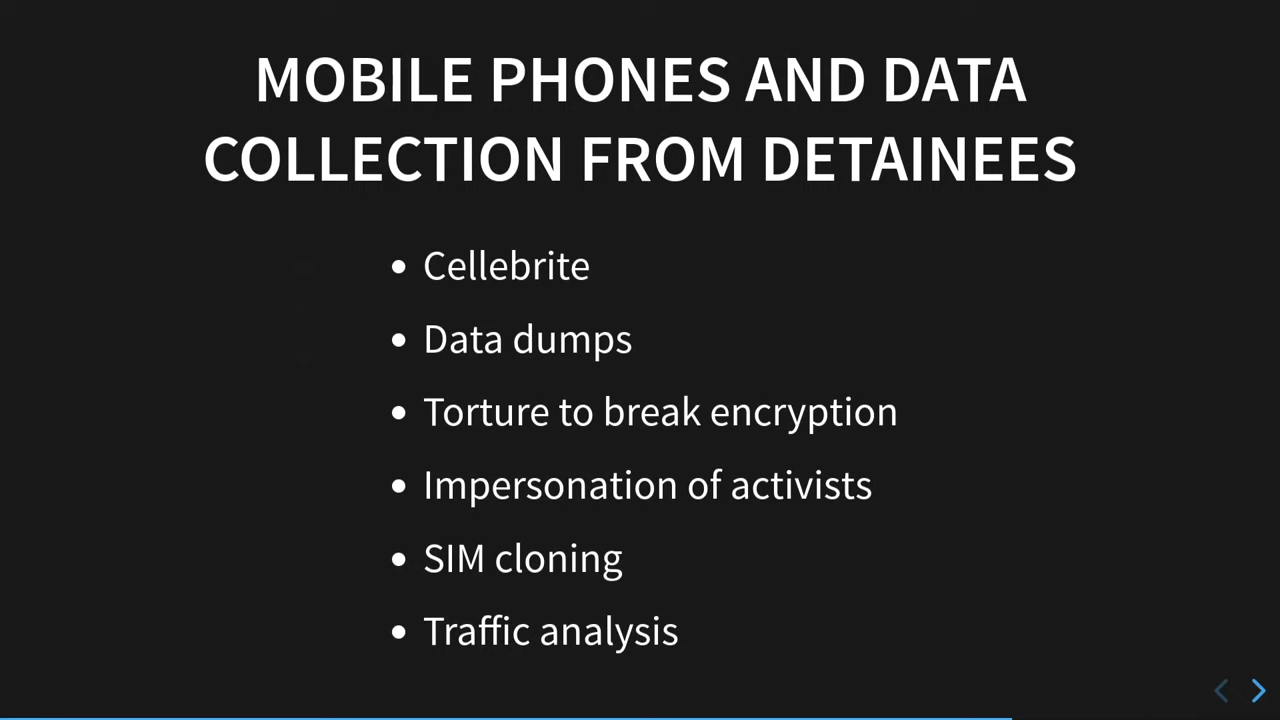 MOBILE PHONES AND DATA
COLLECTION FROM DETAINEES
• Cellebrite
• Data dumps
• Torture to break encryption
• Impersonation of activists
• SIM cloning
• Traffic analysis